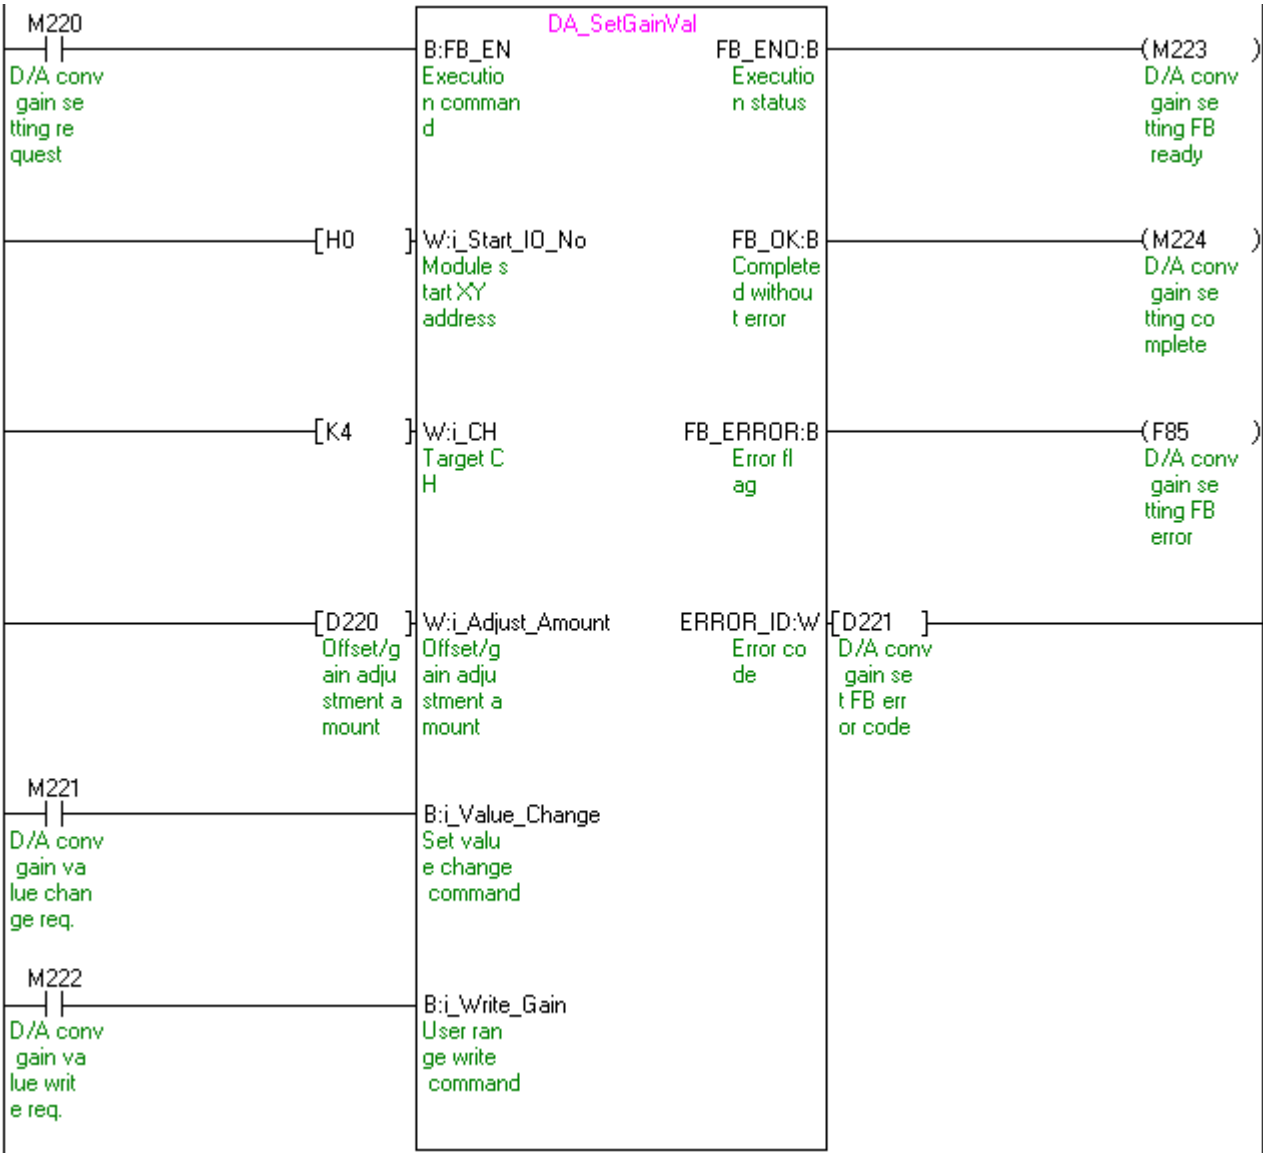 DA_SetGainVal
M220
B:FB_EN
FB_ENO:B
(M223 )
D/A conv
gain se
tting re
quest
Executio
n comman
d
Executio
n status
D/A conv
gain se
tting FB
ready
[H0 ]
W:i_Start_IO_No
FB_OK:B
(M224 )
Module s
tart XY
address
Complete
d withou
t error
D/A conv
gain se
tting co
mplete
[K4 ]
W:i_CH
FB_ERROR:B
(F85 )
Target C
H
Error fl
ag
D/A conv
gain se
tting FB
error
[D220 ]
W:i_Adjust_Amount
ERROR_ID:W
[D221 ]
Offset/g
ain adju
stment a
mount
Offset/g
ain adju
stment a
mount
Error co
de
D/A conv
gain se
t FB err
or code
M221
B:i_Value_Change
D/A conv
gain va
lue chan
ge req.
Set valu
e change
command
M222
B:i_Write_Gain
D/A conv
gain va
lue writ
e req.
User ran
ge write
command